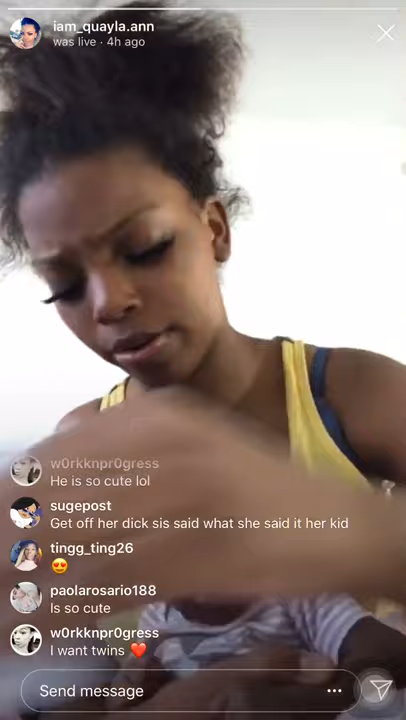 iam_quayla.ann
was live · 4h ago
w0rkknpr0gress
He is so cute lol
sugepost
Get off her dick sis said what she said it her kid
tingg_ting26
😍
paolarosario188
Is so cute
w0rkknpr0gress
I want twins ❤️
Send message